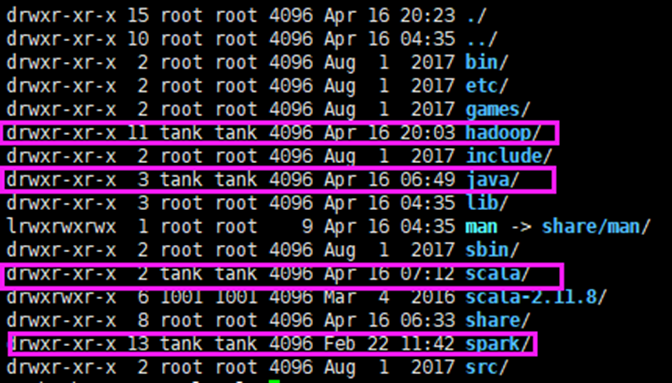 drwxr-xr-x 15 root root 4096 Apr 16 20:23 ./
drwxr-xr-x 10 root root 4096 Apr 16 04:35 ../
drwxr-xr-x  2 root root 4096 Aug  1  2017 bin/
drwxr-xr-x  2 root root 4096 Aug  1  2017 etc/
drwxr-xr-x  2 root root 4096 Aug  1  2017 games/
drwxr-xr-x 11 tank tank 4096 Apr 16 20:03 hadoop/
drwxr-xr-x  2 root root 4096 Aug  1  2017 include/
drwxr-xr-x  3 tank tank 4096 Apr 16 06:49 java/
drwxr-xr-x  3 root root 4096 Apr 16 04:35 lib/
lrwxrwxrwx  1 root root    9 Apr 16 04:35 man -> share/man/
drwxr-xr-x  2 root root 4096 Aug  1  2017 sbin/
drwxr-xr-x  2 tank tank 4096 Apr 16 07:12 scala/
drwxrwxr-x  6 1001 1001 4096 Mar  4  2016 scala-2.11.8/
drwxr-xr-x  8 root root 4096 Apr 16 06:33 share/
drwxr-xr-x 13 tank tank 4096 Feb 22 11:42 spark/
drwxr-xr-x  2 root root 4096 Aug  1  2017 src/